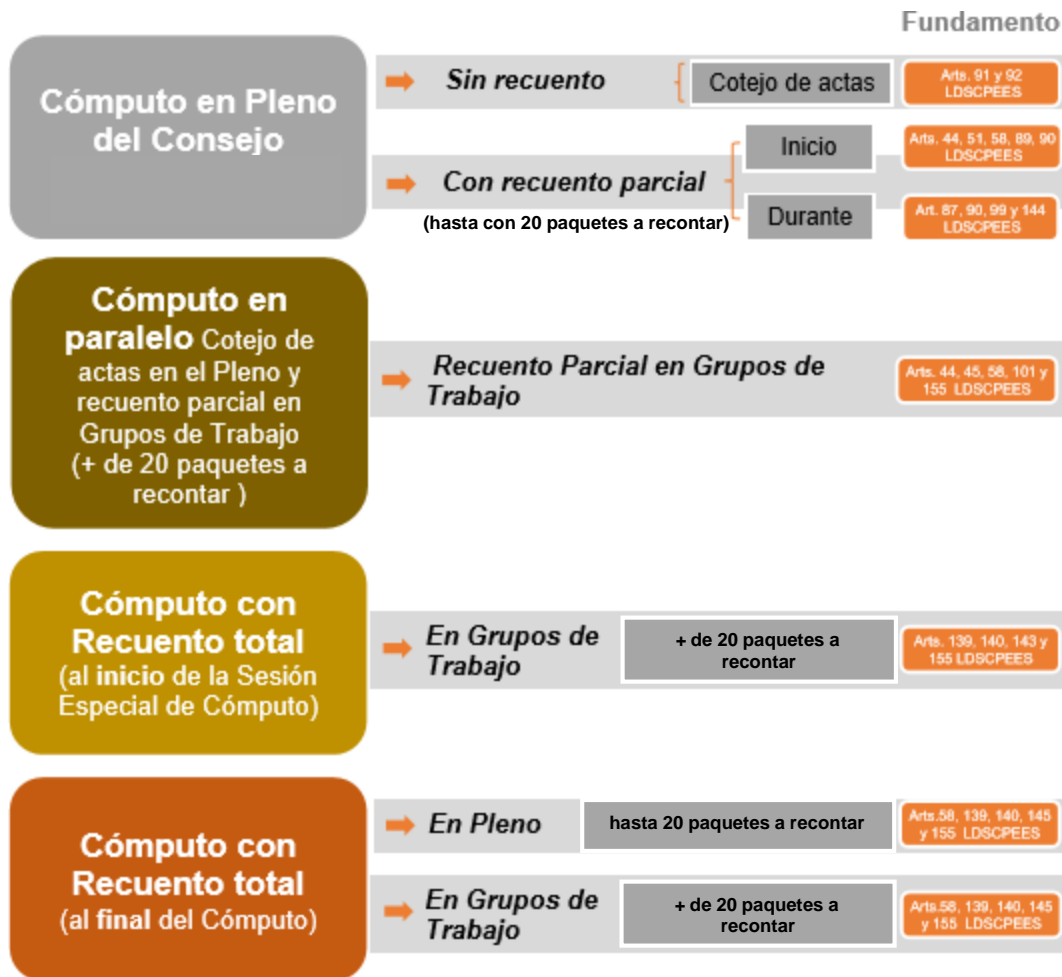 Fundamento
Cómputo en Pleno
del Consejo
Sin recuento
Cotejo de actas
Arts. 91 y 92
LDSCPEES
Con recuento parcial
(hasta con 20 paquetes a recontar)
Inicio
Arts. 44, 51, 58, 89, 90
LDSCPEES
Durante
Art. 87, 90, 99 y 144
LDSCPEES
Cómputo en
paralelo Cotejo de
actas en el Pleno y
recuento parcial en
Grupos de Trabajo
(+ de 20 paquetes a
recontar )
Recuento Parcial en Grupos de
Trabajo
Arts. 44, 45, 58, 101 y
155 LDSCPEES
Cómputo con
Recuento total
(al inicio de la Sesión
Especial de Cómputo)
En Grupos de
Trabajo
+ de 20 paquetes a
recontar
Arts. 139, 140, 143 y
155 LDSCPEES
Cómputo con
Recuento total
(al final del Cómputo)
En Pleno
hasta 20 paquetes a recontar
Arts.58, 139, 140, 145
y 155 LDSCPEES
En Grupos de
Trabajo
+ de 20 paquetes a
recontar
Arts.58, 139, 140, 145
y 155 LDSCPEES